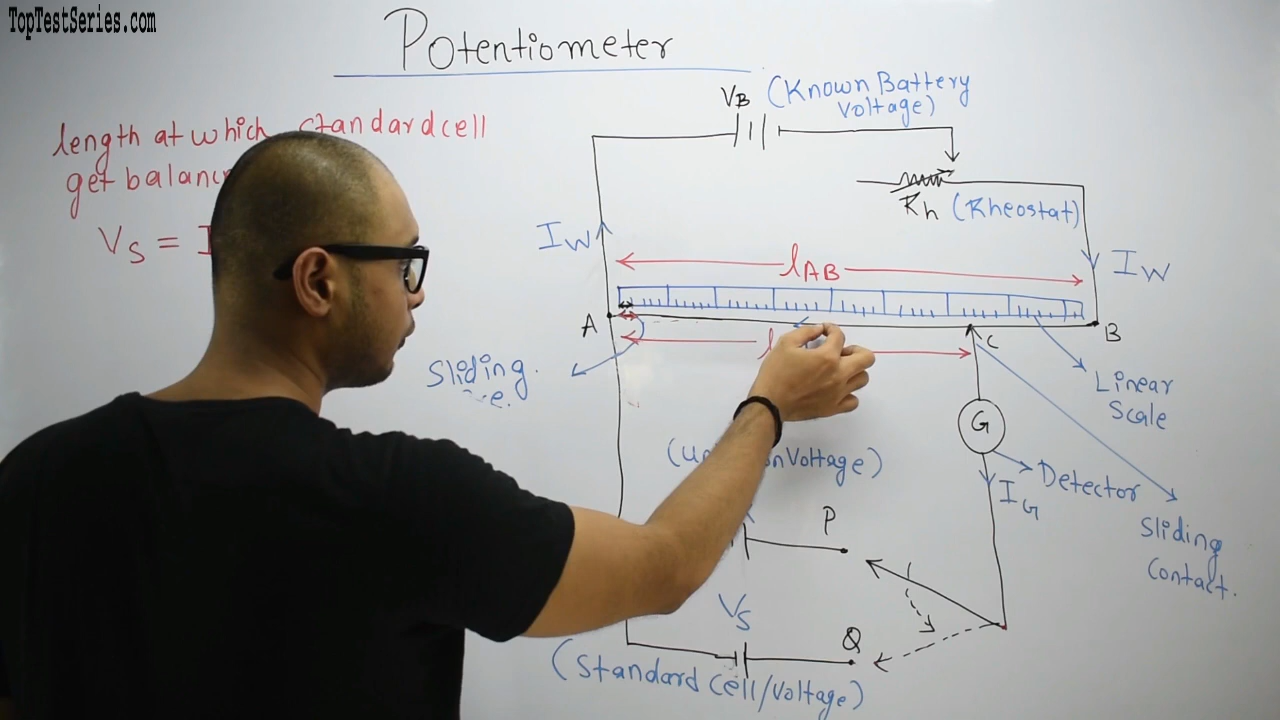 TopTestSeries.com
Potentiometer
VB (Known Battery
Voltage)
length at which standard cell
get
VS =
Rh (Rheostat)
IW
IW
lAB
A
B
C
Sliding
Linear
Scale
G
Voltage)
Detector
IG
P
Sliding
Contact.
VS
Q
(Standard Cell/Voltage)